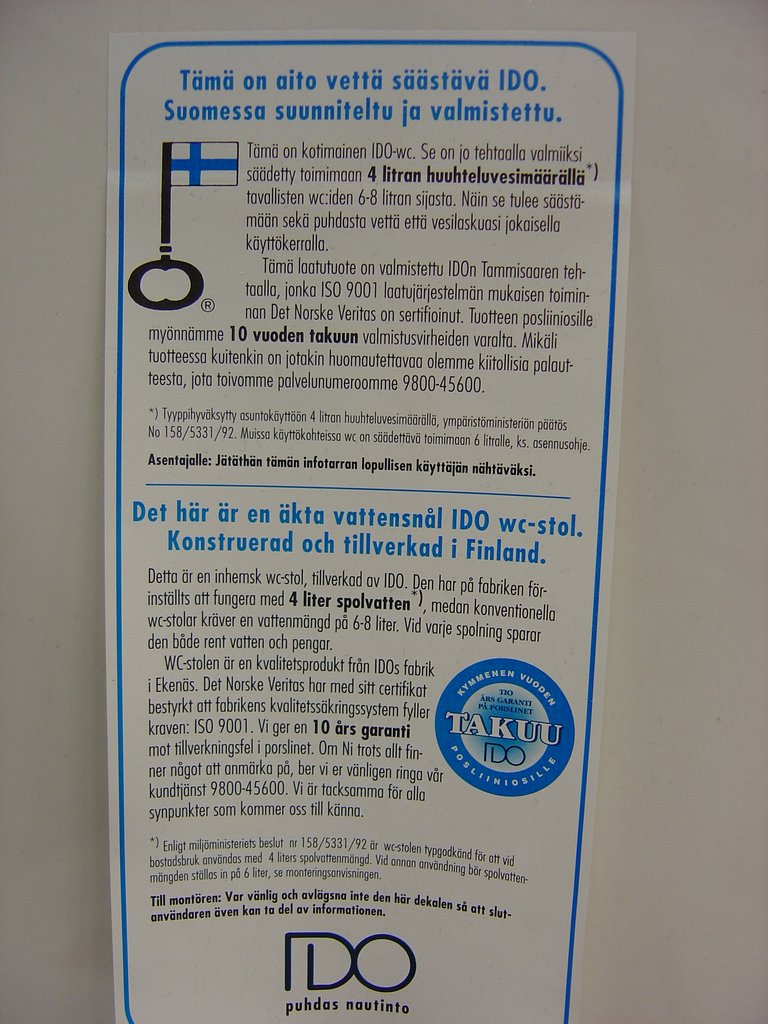 Tämä on aito vettä säästävä IDO.
Suomessa suunniteltu ja valmistettu.
Tämä on kotimainen IDO-wc. Se on jo tehtaalla valmiiksi
säädetty toimimaan 4 litran huuhteluvesimäärällä*)
tavallisten wc:iden 6-8 litran sijasta. Näin se tulee säästä-
mään sekä puhdasta vettä että vesilaskuasi jokaisella
käyttökerralla.
Tämä laatutuote on valmistettu IDOn Tammisaaren teh-
taalla, jonka ISO 9001 laatujärjestelmän mukaisen toimin-
nan Det Norske Veritas on sertifioinut. Tuotteen posliiniosille
myönnämme 10 vuoden takuun valmistusvirheiden varalta. Mikäli
tuotteessa kuitenkin on jotakin huomautettavaa olemme kiitollisia palaut-
teesta, jota toivomme palvelunumeroomme 9800-45600.
®
*) Tyyppihyväksytty asuntokäyttöön 4 litran huuhteluvesimäärällä, ympäristöministeriön päätös
No 158/5331/92. Muissa käyttökohteissa wc on säädettävä toimimaan 6 litralle, ks. asennusohje.
Asentajalle: Jätäthän tämän infotarran lopullisen käyttäjän nähtäväksi.
Det här är en äkta vattensnål IDO wc-stol.
Konstruerad och tillverkad i Finland.
Detta är en inhemsk wc-stol, tillverkad av IDO. Den har på fabriken för-
inställts att fungera med 4 liter spolvatten*), medan konventionella
wc-stolar kräver en vattenmängd på 6-8 liter. Vid varje spolning sparar
den både rent vatten och pengar.
WC-stolen är en kvalitetsprodukt från IDOs fabrik
i Ekenäs. Det Norske Veritas har med sitt certifikat
bestyrkt att fabrikens kvalitetssäkringssystem fyller
kraven: ISO 9001. Vi ger en 10 års garanti
mot tillverkningsfel i porslinet. Om Ni trots allt fin-
ner något att anmärka på, ber vi er vänligen ringa vår
kundtjänst 9800-45600. Vi är tacksamma för alla
synpunkter som kommer oss till känna.
KYMMENEN VUODEN
TIO
ÅRS GARANTI
PÅ PORSLINET
TAKUU
IDO
POSLIINIOSILLE
*) Enligt miljöministeriets beslut nr 158/5331/92 är wc-stolen typgodkänd för att vid
bostadsbruk användas med 4 liters spolvattenmängd. Vid annan användning bör spolvatten-
mängden ställas in på 6 liter, se monteringsanvisningen.
Till montören: Var vänlig och avlägsna inte den här dekalen så att slut-
användaren även kan ta del av informationen.
IDO
puhdas nautinto